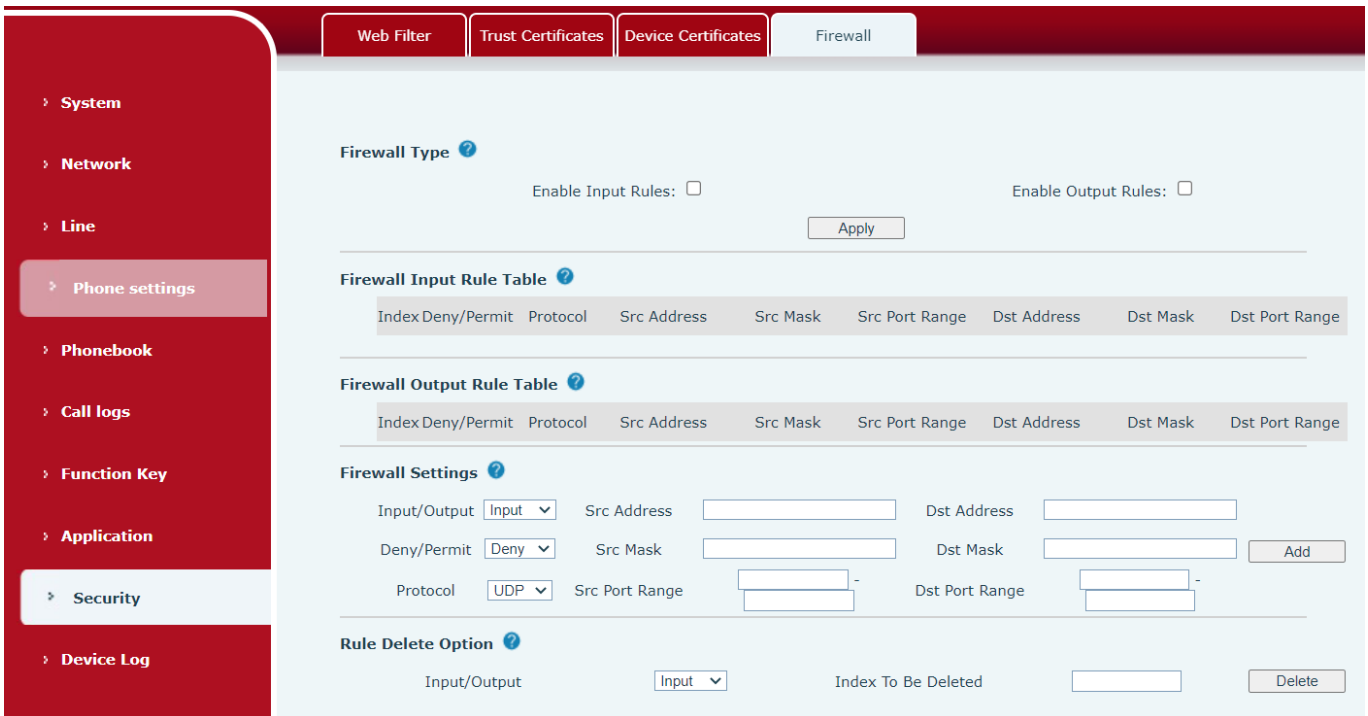 Web Filter Trust Certificates Device Certificates Firewall
System
Network
Line
Phone settings
Phonebook
Call logs
Function Key
Application
Security
Device Log
Firewall Type ?
Enable Input Rules: Enable Output Rules:
Apply
Firewall Input Rule Table ?
Index Deny/Permit Protocol Src Address Src Mask Src Port Range Dst Address Dst Mask Dst Port Range
Firewall Output Rule Table ?
Index Deny/Permit Protocol Src Address Src Mask Src Port Range Dst Address Dst Mask Dst Port Range
Firewall Settings ?
Input/Output Input Src Address Dst Address
Deny/Permit Deny Src Mask Dst Mask Add
Protocol UDP Src Port Range - Dst Port Range -
Rule Delete Option ?
Input/Output Input Index To Be Deleted Delete